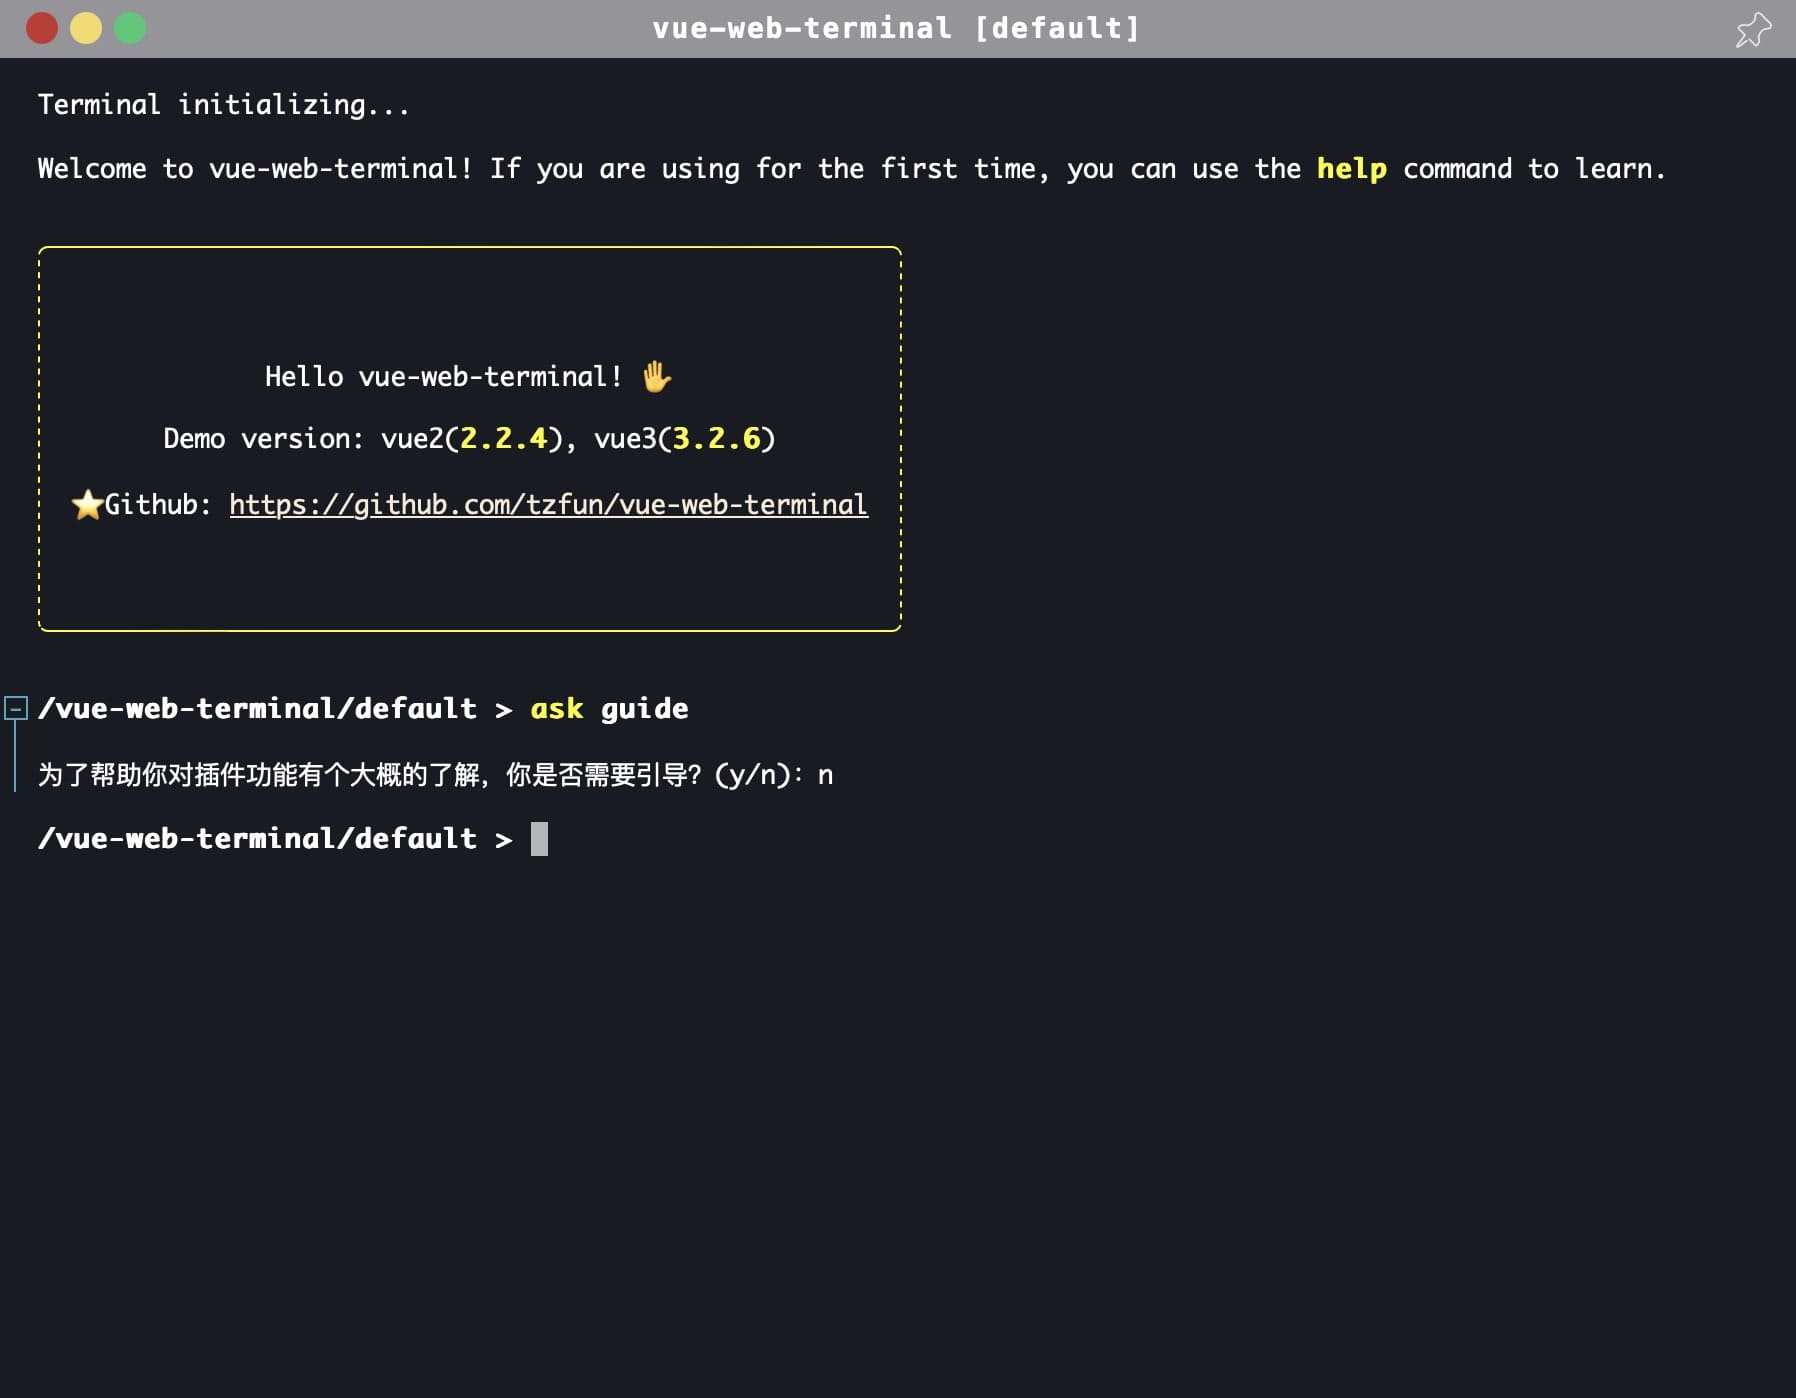 vue-web-terminal [default]
Terminal initializing...
Welcome to vue-web-terminal! If you are using for the first time, you can use the help command to learn.
Hello vue-web-terminal! 🖐
Demo version: vue2(2.2.4), vue3(3.2.6)
⭐Github: https://github.com/tzfun/vue-web-terminal
/vue-web-terminal/default > ask guide
为了帮助你对插件功能有个大概的了解，你是否需要引导？(y/n)：n
/vue-web-terminal/default >